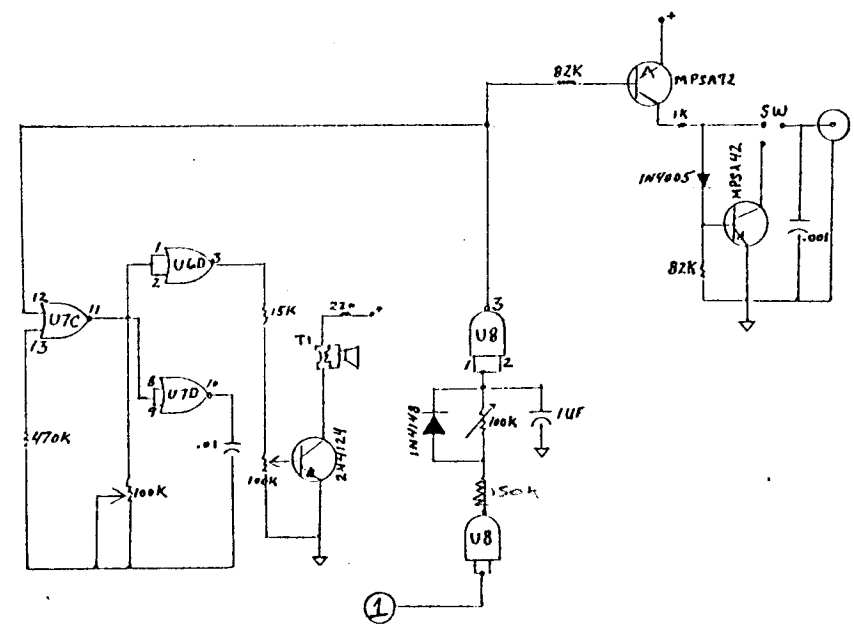 +
82K
MPSA92
1K
SW
1N4005
MPSA42
.001
82K
12
13
U7C
11
1
2
U6D
3
15K
220
+
T1
8
9
U7D
10
.01
470K
100K
100K
2N4124
3
U8
1
2
1N4148
100K
1UF
150K
U8
1